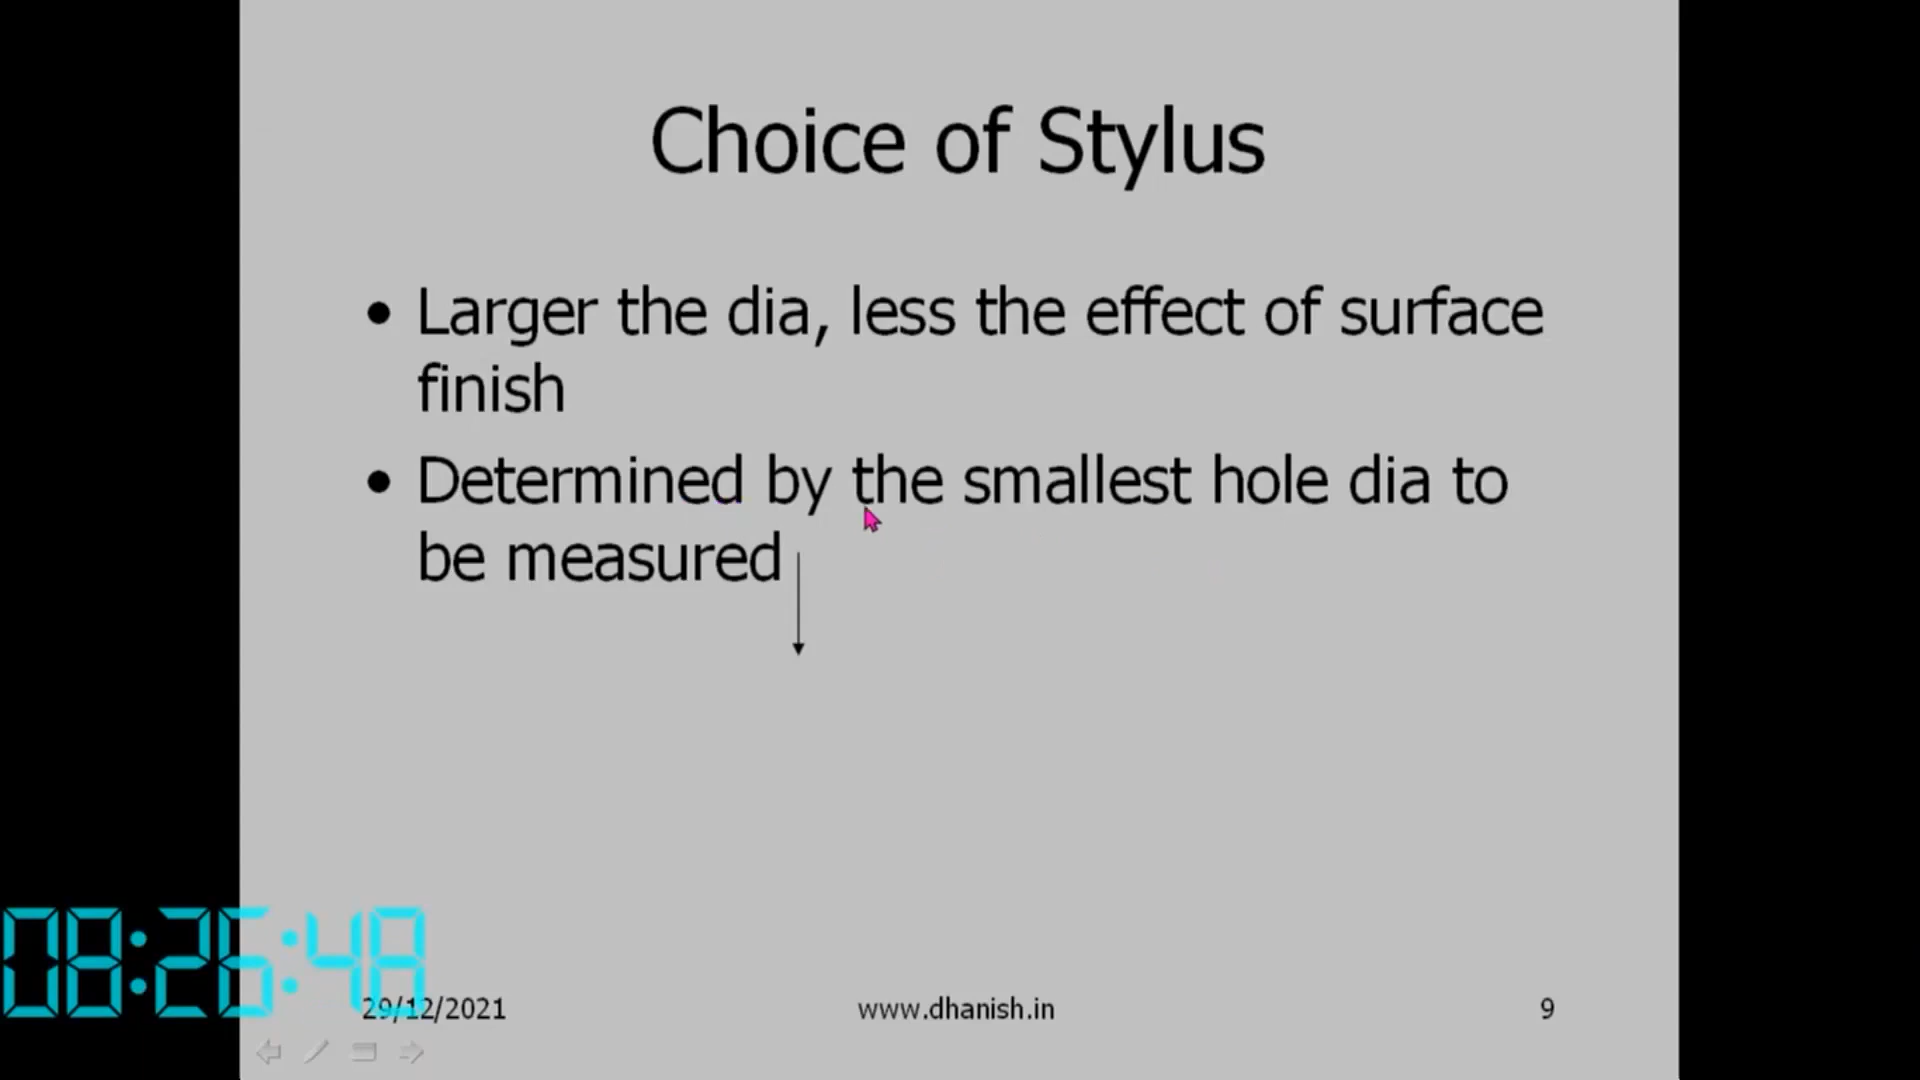 Choice of Stylus
• Larger the dia, less the effect of surface
finish
• Determined by the smallest hole dia to
be measured
08:26:48
29/12/2021
www.dhanish.in
9